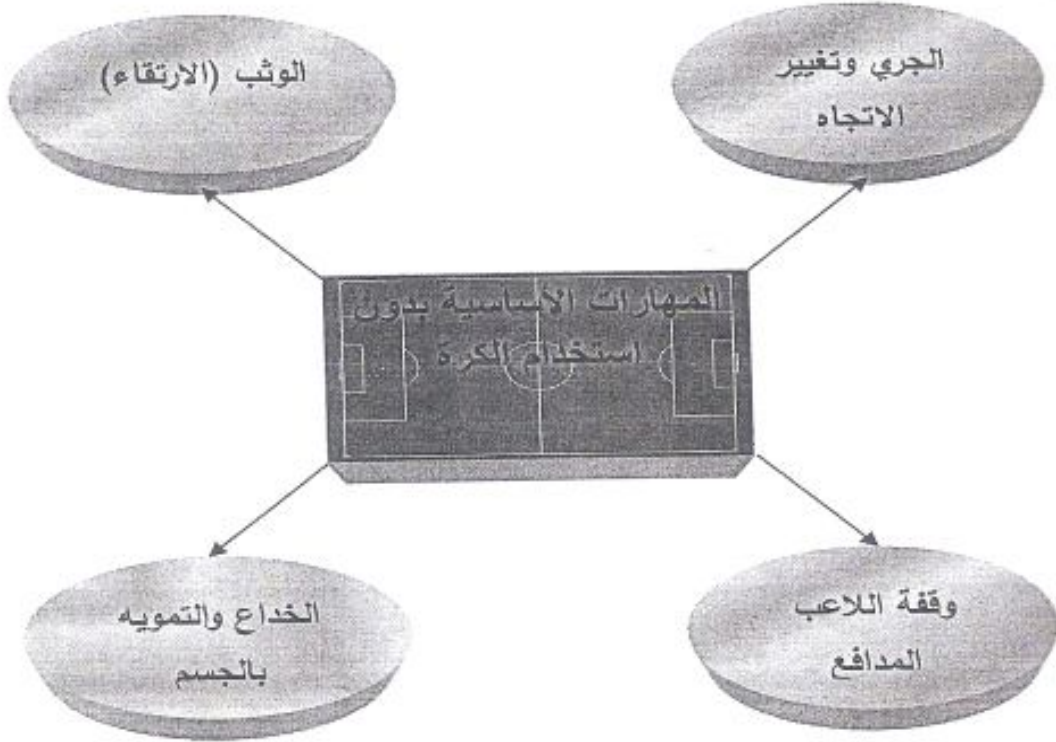 الجري وتغيير
الاتجاه
الوثب (الارتقاء)
المهارات الأساسية بدون
استخدام الكرة
وقفة اللاعب
المدافع
الخداع والتمويه
بالجسم